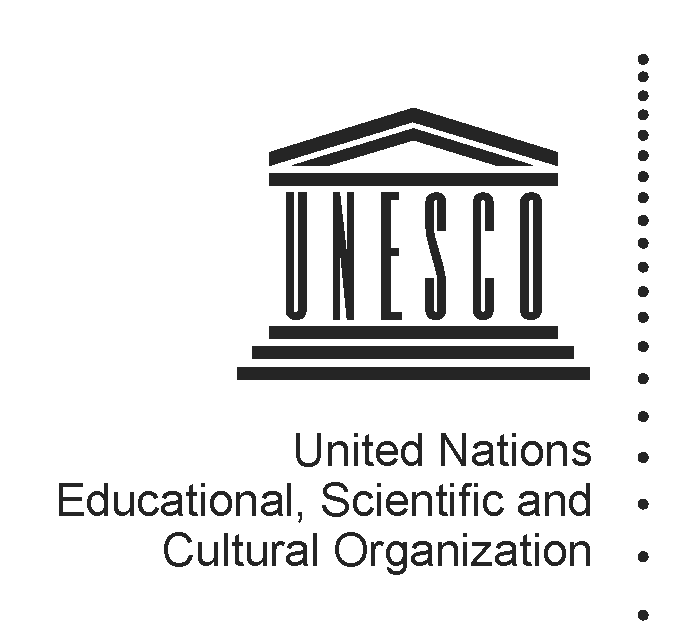 UNESCO
United Nations
Educational, Scientific and
Cultural Organization